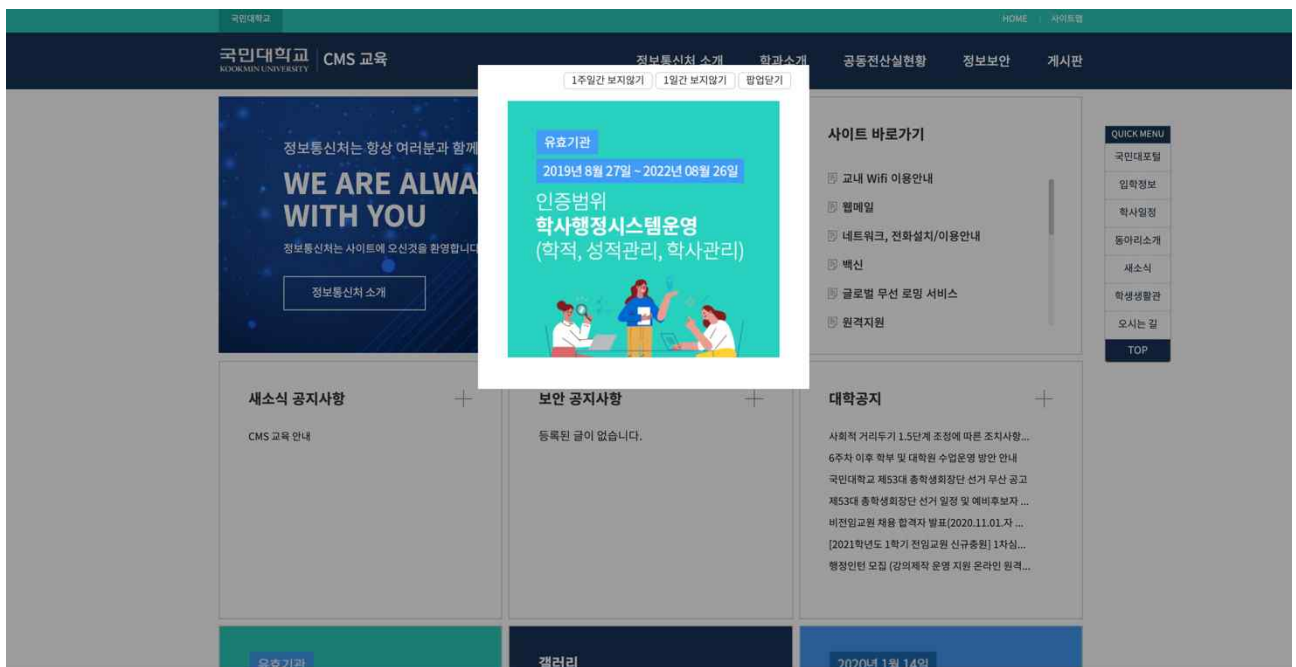 국민대학교
HOME
사이트맵
국민대학교
KOOKMIN UNIVERSITY
CMS 교육
정보통신처 소개
학과소개
공동전산실현황
정보보안
게시판
1주일간 보지않기
1일간 보지않기
팝업닫기
정보통신처는 항상 여러분과 함께
WE ARE ALWA
WITH YOU
정보통신처는 사이트에 오신것을 환영합니다
정보통신처 소개
유효기관
2019년 8월 27일 ~ 2022년 08월 26일
인증범위
학사행정시스템운영
(학적, 성적관리, 학사관리)
사이트 바로가기
교내 Wifi 이용안내
웹메일
네트워크, 전화설치/이용안내
백신
글로벌 무선 로밍 서비스
원격지원
QUICK MENU
국민대포털
입학정보
학사일정
동아리소개
새소식
학생생활관
오시는 길
TOP
새소식 공지사항
CMS 교육 안내
보안 공지사항
등록된 글이 없습니다.
대학공지
사회적 거리두기 1.5단계 조정에 따른 조치사항...
6주차 이후 학부 및 대학원 수업운영 방안 안내
국민대학교 제53대 총학생회장단 선거 무산 공고
제53대 총학생회장단 선거 일정 및 예비후보자 ...
비전임교원 채용 합격자 발표(2020.11.01.자 ...
[2021학년도 1학기 전임교원 신규충원] 1차심...
행정인턴 모집 (강의제작 운영 지원 온라인 원격...
유효기관
갤러리
2020년 1월 14일